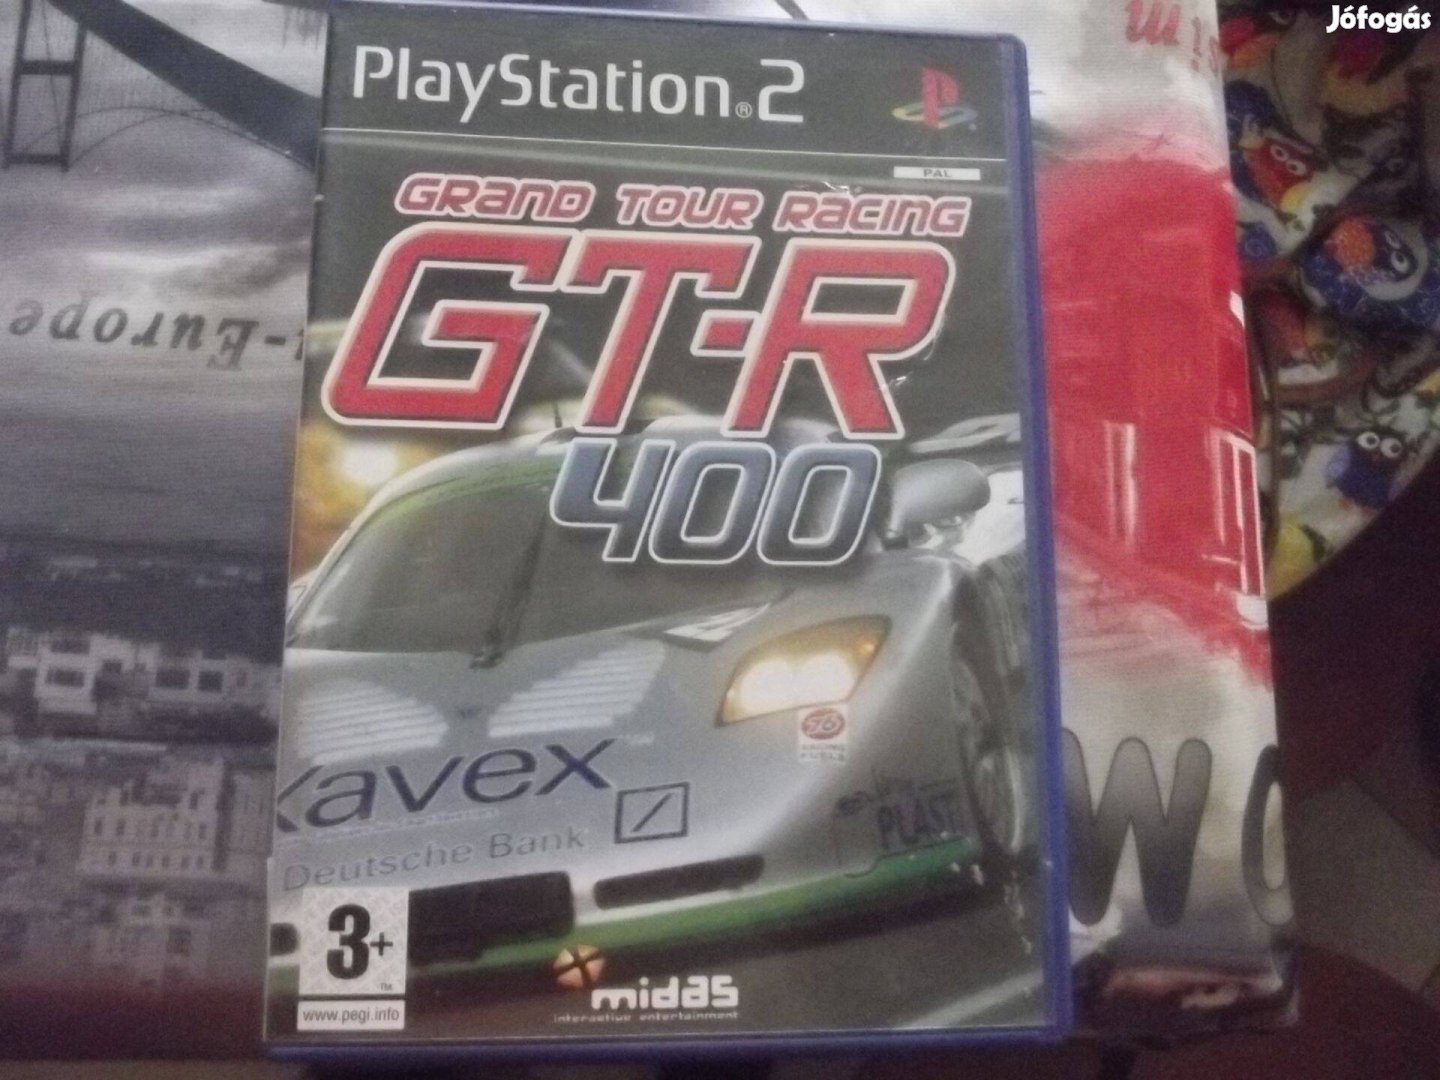 Jófogás
PlayStation®2
PAL
GRAND TOUR RACING
GT-R
400
avex
Deutsche Bank
PLAST
3+
www.pegi.info
midas
interactive entertainment
-Europe
W